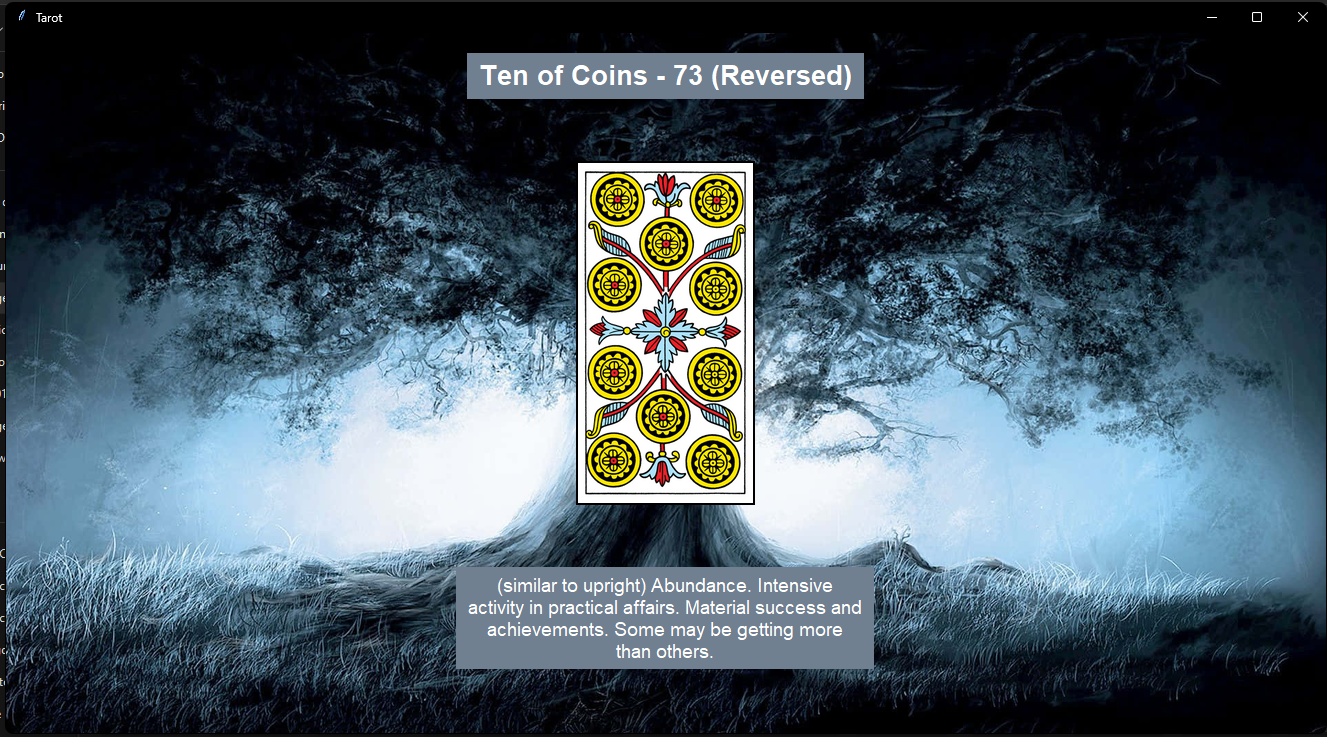 Tarot
Ten of Coins - 73 (Reversed)
(similar to upright) Abundance. Intensive
activity in practical affairs. Material success and
achievements. Some may be getting more
than others.